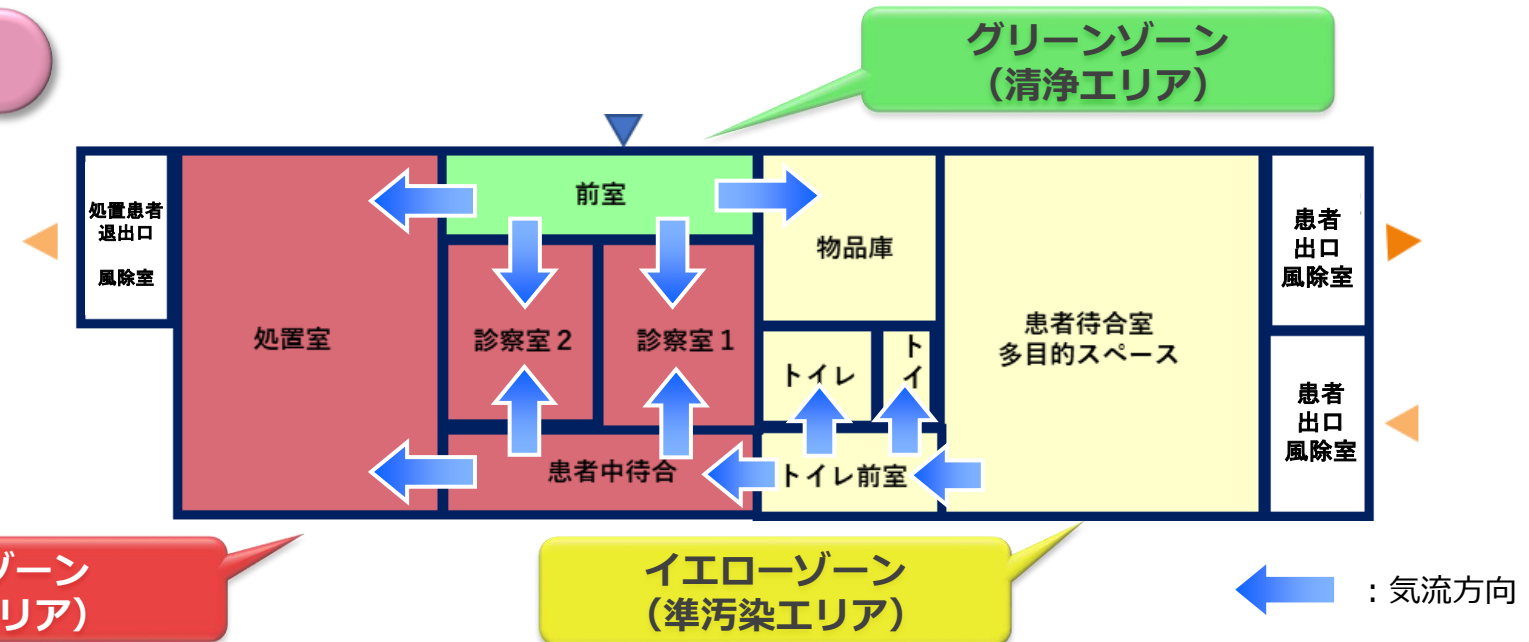 グリーンゾーン
（清浄エリア）
前室
処置患者
退出口
風除室
物品庫
患者
出口
風除室
処置室
診察室２
診察室１
患者待合室
多目的スペース
トイレ
トイ
患者
出口
風除室
患者中待合
トイレ前室
ゾーン
リア）
イエローゾーン
（準汚染エリア）
：気流方向